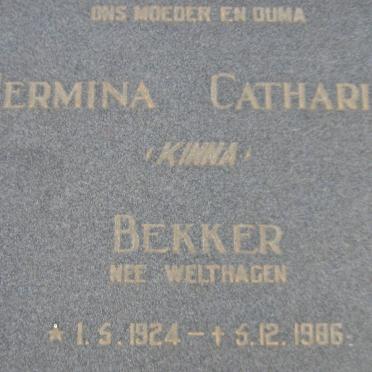 ONS MOEDER EN OUMA
ERMINA CATHARI
(KINNA)
BEKKER
NEE WELTHAGEN
* 1.5.1924 - † 5.12.1986